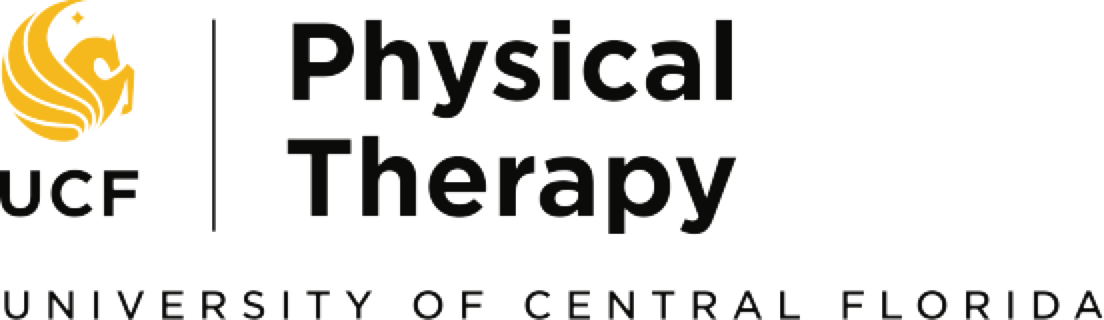 UCF
Physical
Therapy
UNIVERSITY OF CENTRAL FLORIDA